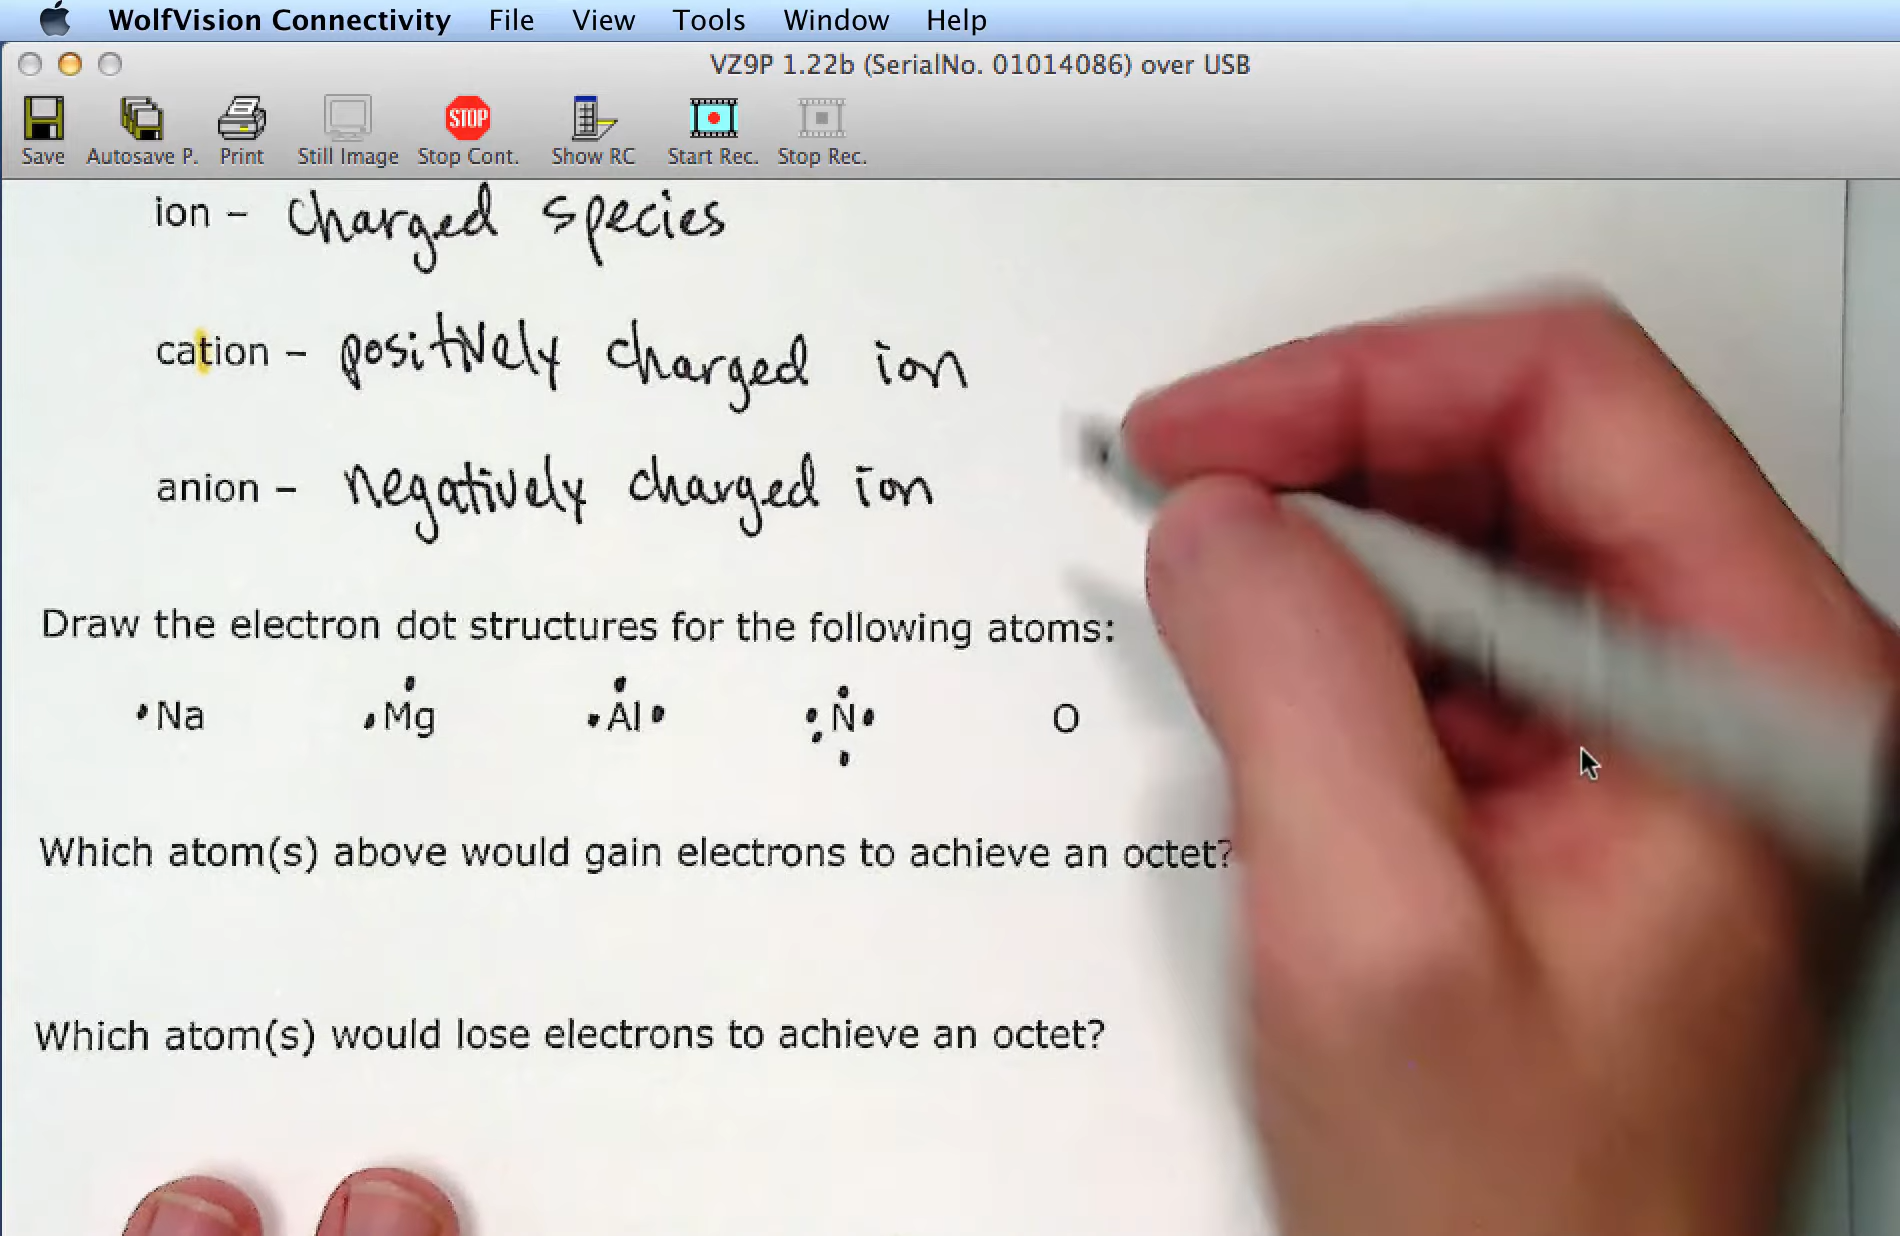 WolfVision Connectivity File View Tools Window Help
VZ9P 1.22b (SerialNo. 01014086) over USB
Save Autosave P. Print Still Image STOP Stop Cont. Show RC Start Rec. Stop Rec.
ion – charged species
cation – positively charged ion
anion – negatively charged ion
Draw the electron dot structures for the following atoms:
Na Mg Al N O
Which atom(s) above would gain electrons to achieve an octet?
Which atom(s) would lose electrons to achieve an octet?